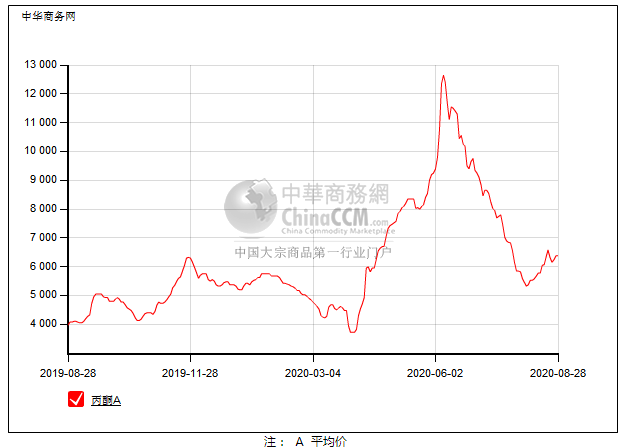 中华商务网
13 000
12 000
11 000
10 000
9 000
8 000
7 000
6 000
5 000
4 000
中華商務網
ChinaCCM.com
China Commodity Marketplace
中国大宗商品第一行业门户
2019-08-28 2019-11-28 2020-03-04 2020-06-02 2020-08-28
丙酮A
注： A 平均价